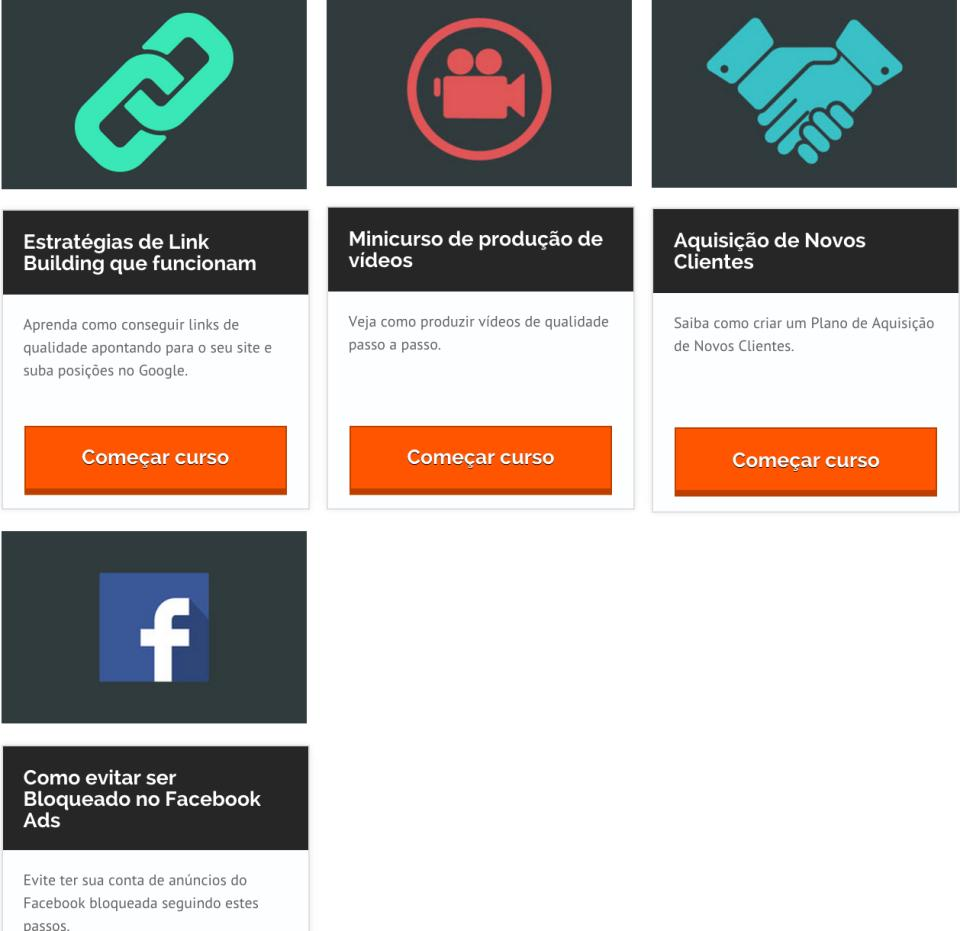 Estratégias de Link
Building que funcionam
Aprenda como conseguir links de
qualidade apontando para o seu site e
suba posições no Google.
Começar curso
Minicurso de produção de
vídeos
Veja como produzir vídeos de qualidade
passo a passo.
Começar curso
Aquisição de Novos
Clientes
Saiba como criar um Plano de Aquisição
de Novos Clientes.
Começar curso
f
Como evitar ser
Bloqueado no Facebook
Ads
Evite ter sua conta de anúncios do
Facebook bloqueada seguindo estes
passos.